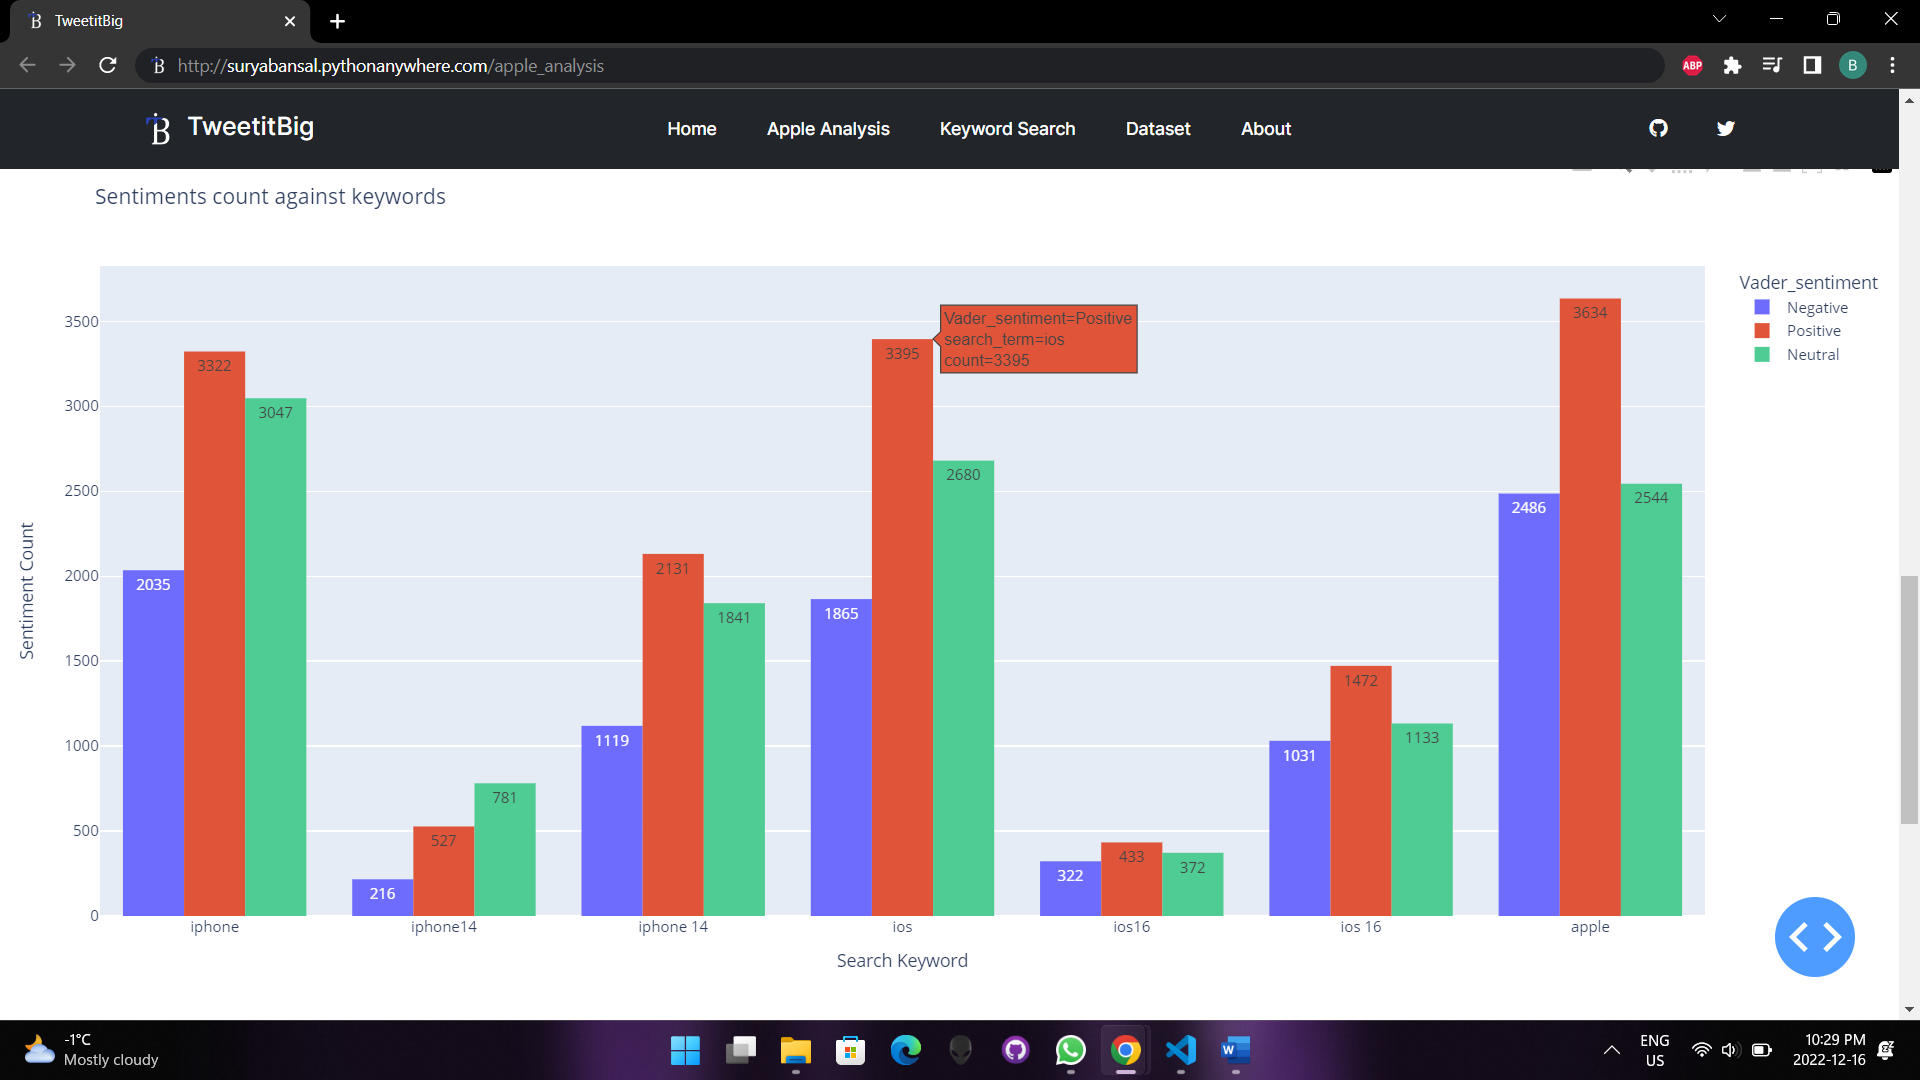 TweetitBig
http://suryabansal.pythonanywhere.com/apple_analysis
ABP
B
TweetitBig
Home
Apple Analysis
Keyword Search
Dataset
About
Sentiments count against keywords
Vader_sentiment
Negative
Positive
Neutral
Vader_sentiment=Positive
search_term=ios
count=3395
Sentiment Count
3500
3000
2500
2000
1500
1000
500
0
2035
3322
3047
216
527
781
1119
2131
1841
1865
3395
2680
322
433
372
1031
1472
1133
2486
3634
2544
iphone
iphone14
iphone 14
ios
ios16
ios 16
apple
Search Keyword
-1°C
Mostly cloudy
ENG
US
10:29 PM
2022-12-16